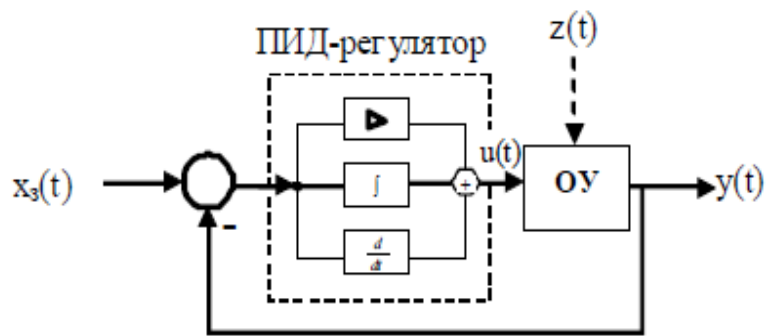 ПИД-регулятор
z(t)
xз(t)
-
∫
d
dt
+
u(t)
ОУ
y(t)